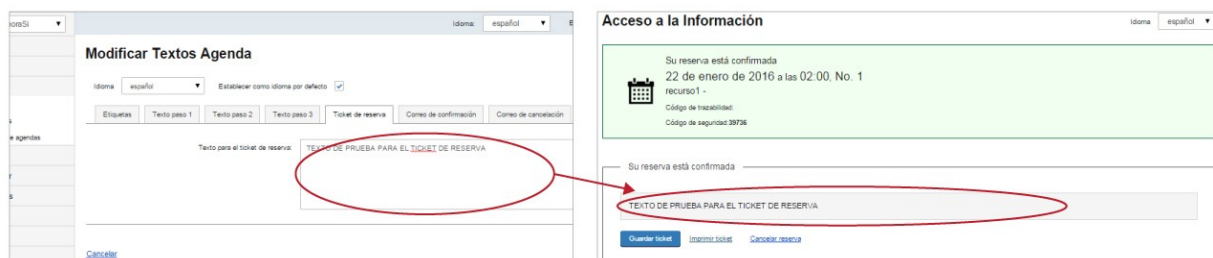 Idioma: español
Modificar Textos Agenda
Idioma español Establecer como idioma por defecto
Etiquetas Texto paso 1 Texto paso 2 Texto paso 3 Ticket de reserva Correo de confirmación Correo de cancelación
e agendas
Texto para el ticket de reserva: TEXTO DE PRUEBA PARA EL TICKET DE RESERVA
Cancelar
Acceso a la Información
Idioma español
Su reserva está confirmada
22 de enero de 2016 a las 02:00, No. 1
recurso1 -
Código de trazabilidad:
Código de seguridad:39736
Su reserva está confirmada
TEXTO DE PRUEBA PARA EL TICKET DE RESERVA
Guardar ticket Imprimir ticket Cancelar reserva